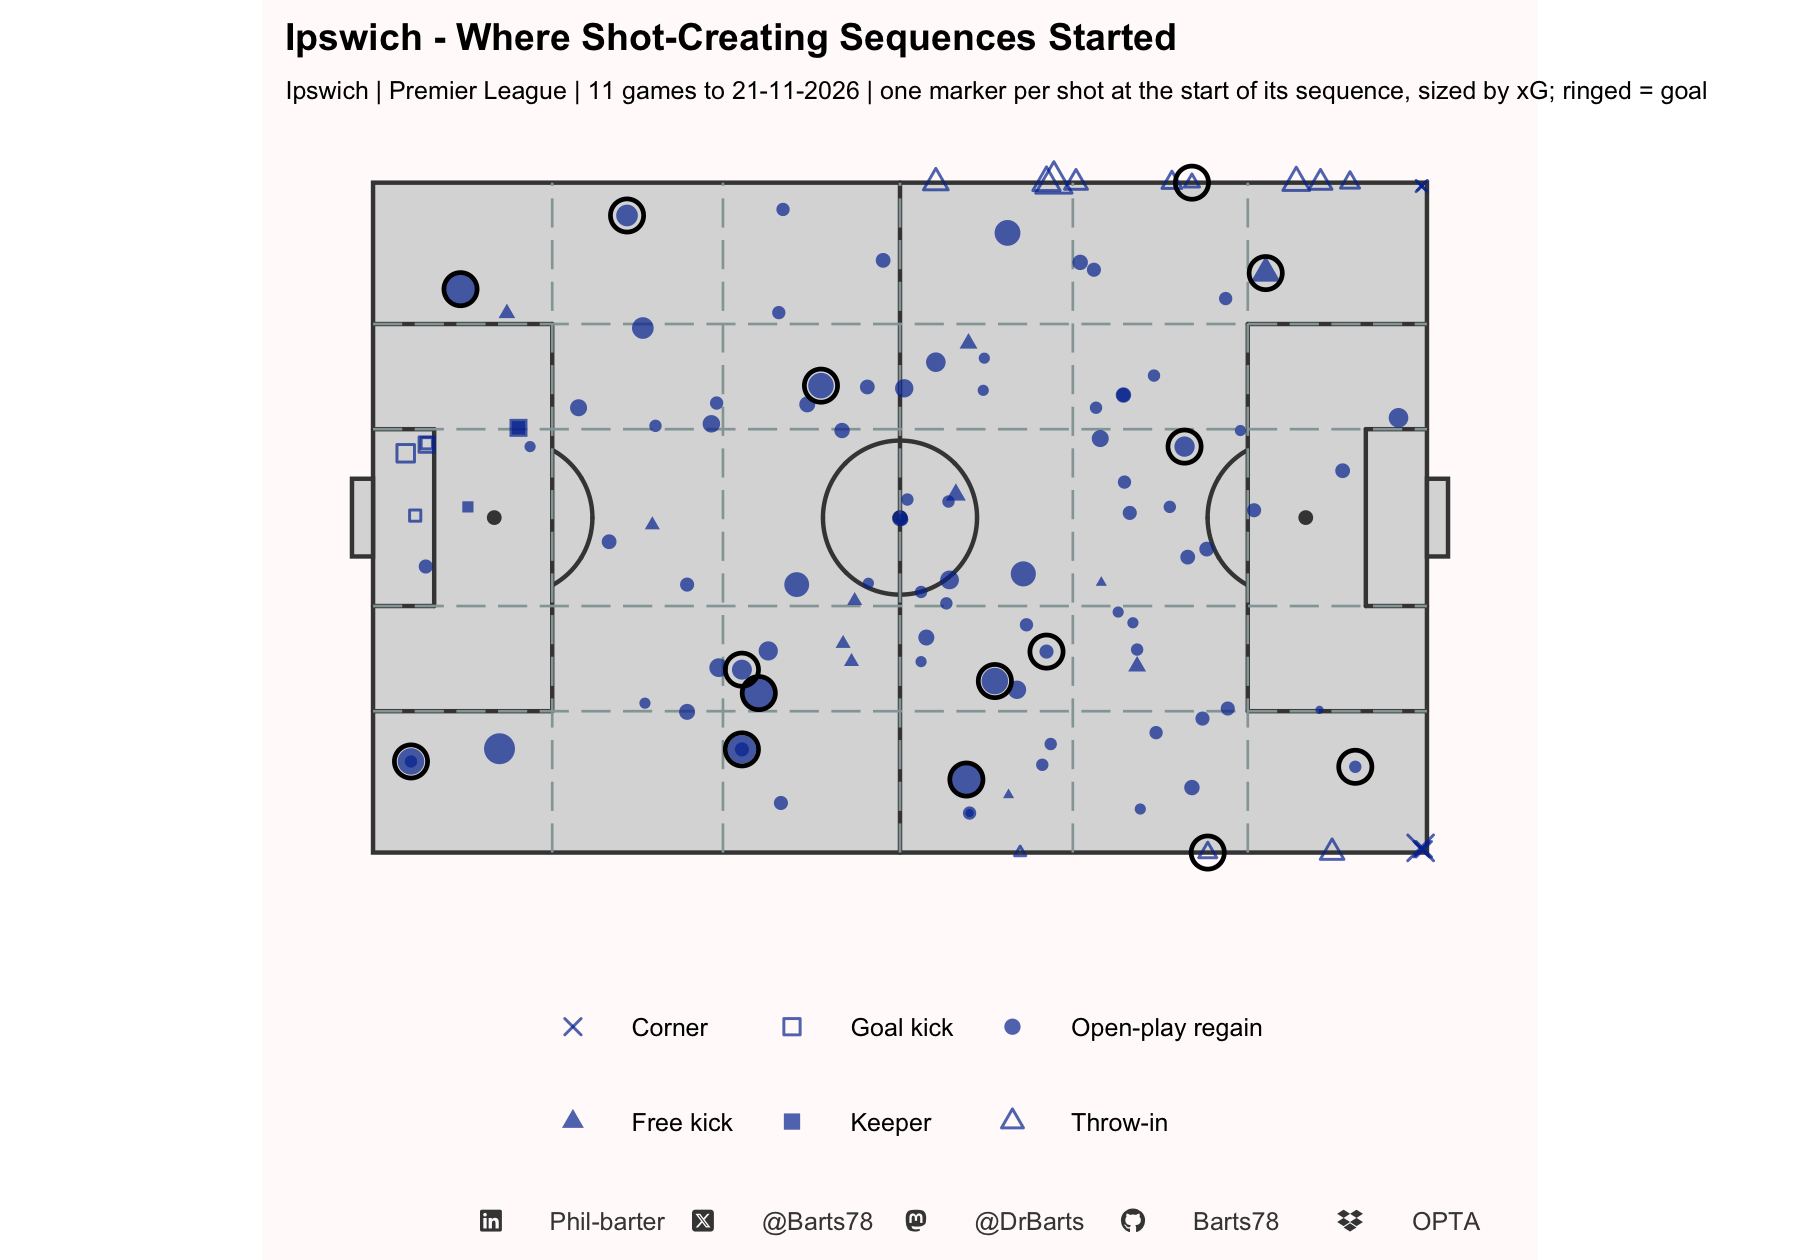 Ipswich - Where Shot-Creating Sequences Started
Ipswich | Premier League | 11 games to 21-11-2026 | one marker per shot at the start of its sequence, sized by xG; ringed = goal
Corner Goal kick Open-play regain
Free kick Keeper Throw-in
Phil-barter @Barts78 @DrBarts Barts78 OPTA